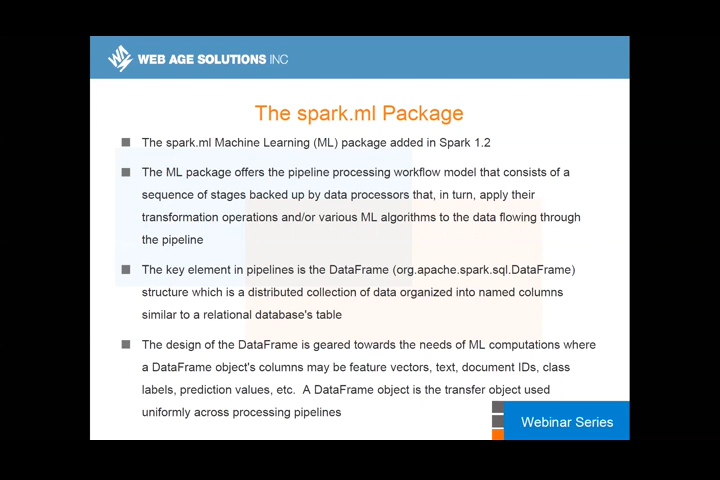 WEB AGE SOLUTIONS INC
The spark.ml Package
The spark.ml Machine Learning (ML) package added in Spark 1.2
The ML package offers the pipeline processing workflow model that consists of a
sequence of stages backed up by data processors that, in turn, apply their
transformation operations and/or various ML algorithms to the data flowing through
the pipeline
The key element in pipelines is the DataFrame (org.apache.spark.sql.DataFrame)
structure which is a distributed collection of data organized into named columns
similar to a relational database's table
The design of the DataFrame is geared towards the needs of ML computations where
a DataFrame object's columns may be feature vectors, text, document IDs, class
labels, prediction values, etc. A DataFrame object is the transfer object used
uniformly across processing pipelines
Webinar Series